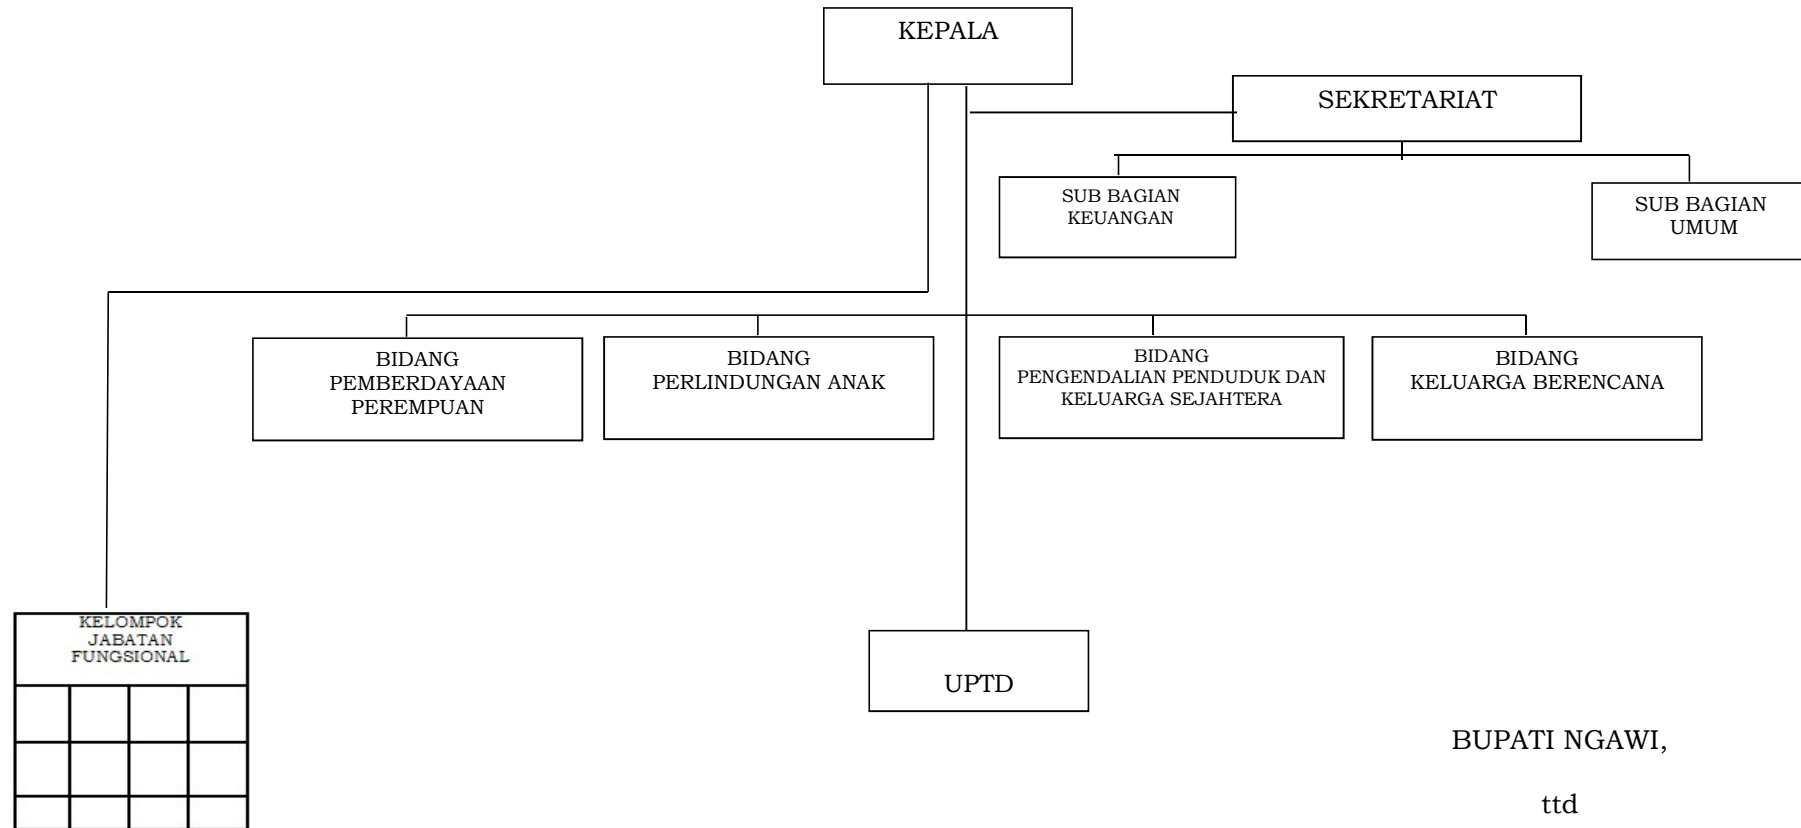 KEPALA
SEKRETARIAT
SUB BAGIAN
KEUANGAN
SUB BAGIAN
UMUM
BIDANG
PEMBERDAYAAN
PEREMPUAN
BIDANG
PERLINDUNGAN ANAK
BIDANG
PENGENDALIAN PENDUDUK DAN
KELUARGA SEJAHTERA
BIDANG
KELUARGA BERENCANA
KELOMPOK
JABATAN
FUNGSIONAL
UPTD
BUPATI NGAWI,
ttd